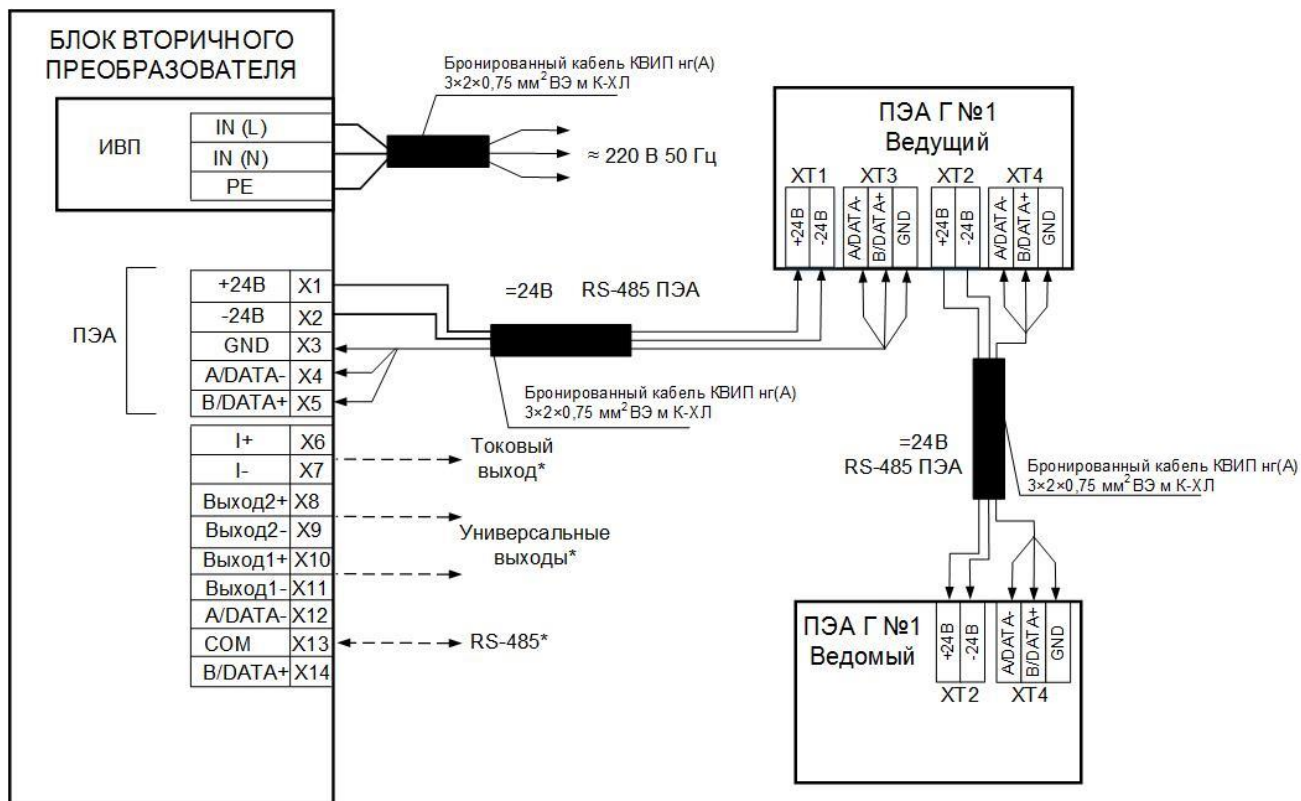 БЛОК ВТОРИЧНОГО
ПРЕОБРАЗОВАТЕЛЯ
ИВП
IN (L)
IN (N)
PE
Бронированный кабель КВИП нг(А)
3×2×0,75 мм² ВЭ м К-ХЛ
≈ 220 В 50 Гц
ПЭА
+24В X1
-24В X2
GND X3
A/DATA- X4
B/DATA+ X5
I+ X6
I- X7
Выход2+ X8
Выход2- X9
Выход1+ X10
Выход1- X11
A/DATA- X12
COM X13
B/DATA+ X14
=24В RS-485 ПЭА
Бронированный кабель КВИП нг(А)
3×2×0,75 мм² ВЭ м К-ХЛ
Токовый
выход*
Универсальные
выходы*
RS-485*
ПЭА Г №1
Ведущий
XT1 XT3 XT2 XT4
+24В
-24В
A/DATA-
B/DATA+
GND
+24В
-24В
A/DATA-
B/DATA+
GND
=24В
RS-485 ПЭА
Бронированный кабель КВИП нг(А)
3×2×0,75 мм² ВЭ м К-ХЛ
ПЭА Г №1
Ведомый
+24В
-24В
A/DATA-
B/DATA+
GND
XT2 XT4